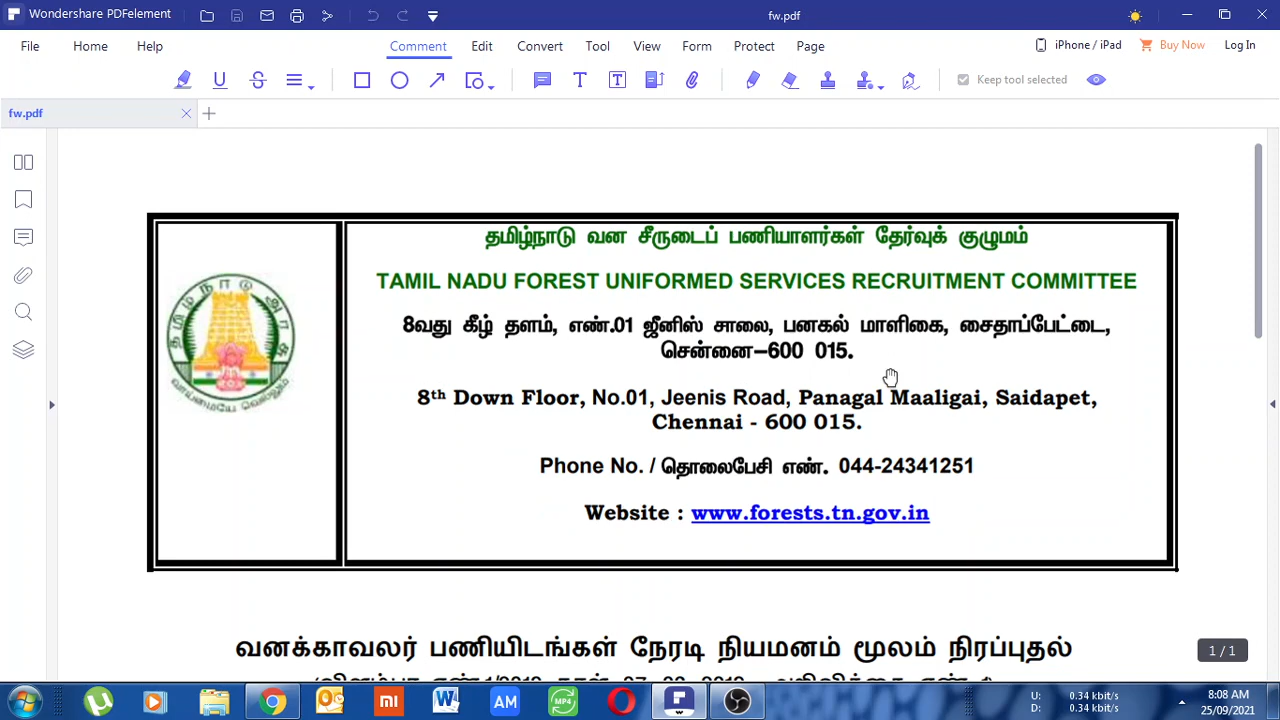 Wondershare PDFelement
fw.pdf
File Home Help Comment Edit Convert Tool View Form Protect Page iPhone / iPad Buy Now Log In
Keep tool selected
fw.pdf
தமிழ்நாடு வன சீருடைப் பணியாளர்கள் தேர்வுக் குழுமம்
TAMIL NADU FOREST UNIFORMED SERVICES RECRUITMENT COMMITTEE
8வது கீழ் தளம், எண்.01 ஜீனிஸ் சாலை, பனகல் மாளிகை, சைதாப்பேட்டை,
சென்னை–600 015.
8th Down Floor, No.01, Jeenis Road, Panagal Maaligai, Saidapet,
Chennai - 600 015.
Phone No. / தொலைபேசி எண். 044-24341251
Website : www.forests.tn.gov.in
வனக்காவலர் பணியிடங்கள் நேரடி நியமனம் மூலம் நிரப்புதல்
1 / 1
U: 0.34 kbit/s
D: 0.34 kbit/s
8:08 AM
25/09/2021